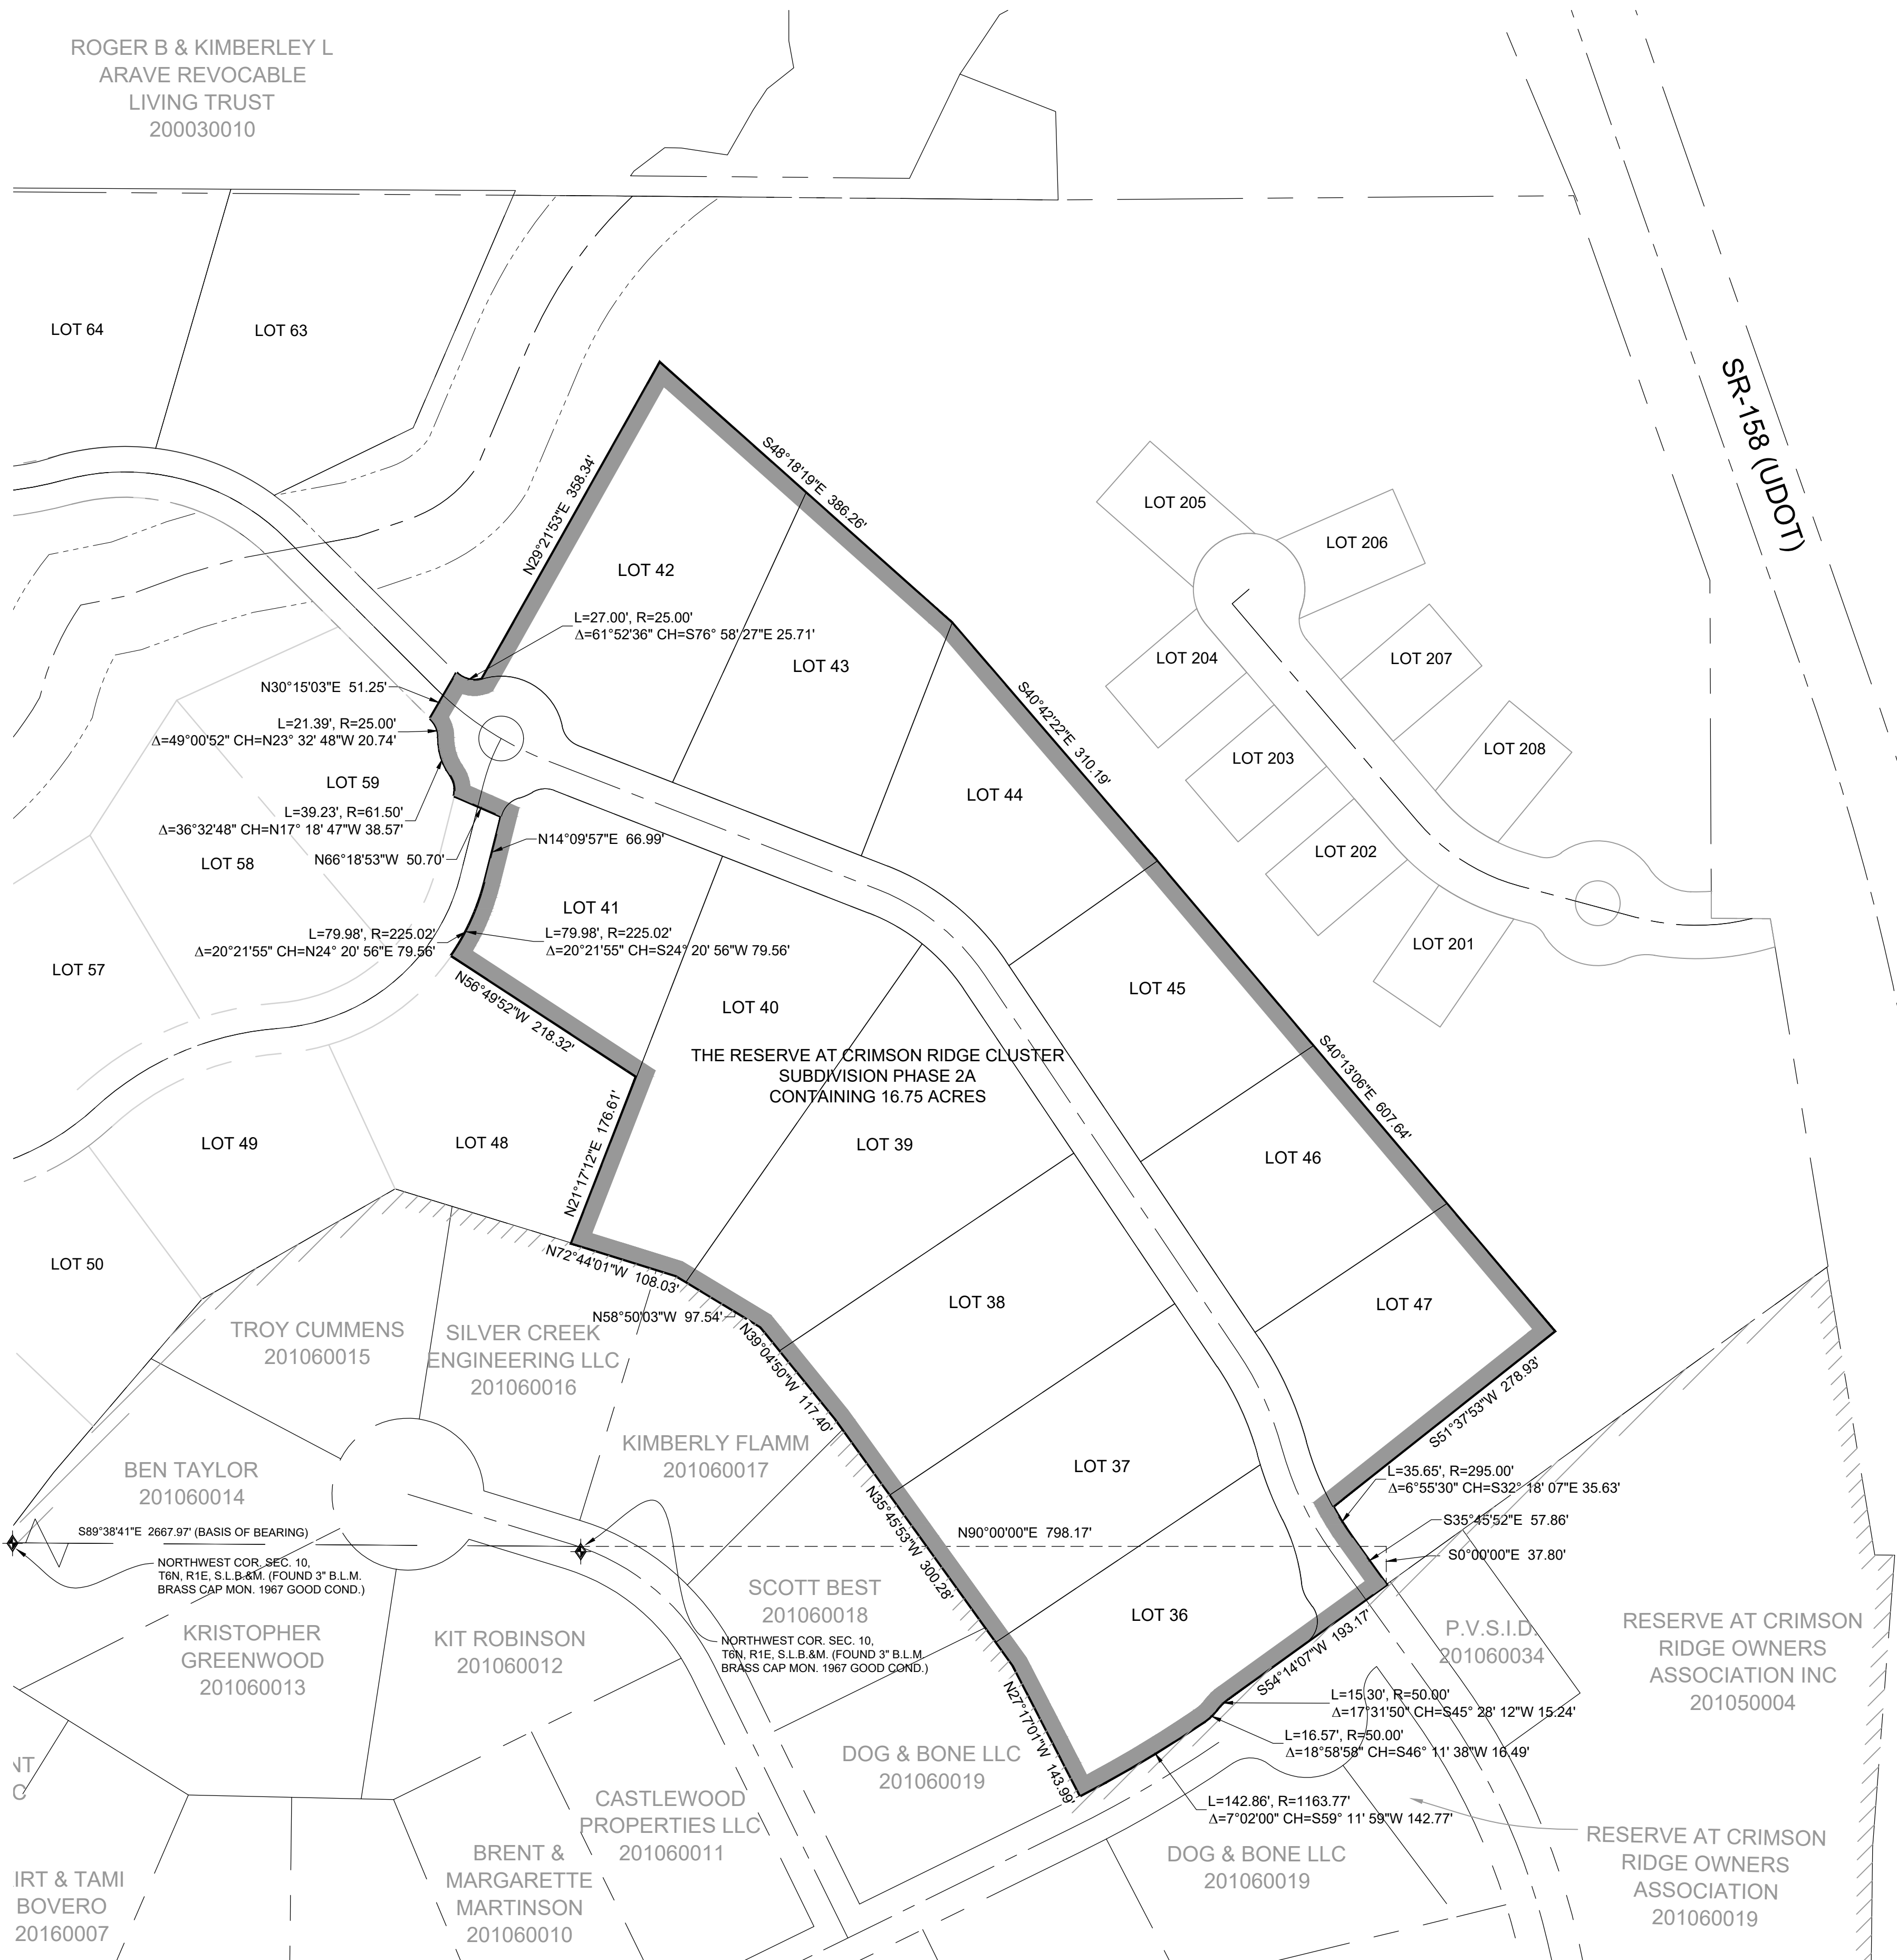 ROGER B & KIMBERLEY L
ARAVE REVOCABLE
LIVING TRUST
200030010
LOT 64
LOT 63
SR-158 (UDOT)
S48°18'19"E 386.26'
N29°21'53"E 358.34'
LOT 205
LOT 206
LOT 42
L=27.00', R=25.00'
Δ=61°52'36" CH=S76° 58' 27"E 25.71'
LOT 43
LOT 204
LOT 207
N30°15'03"E 51.25'
S40°42'22"E 310.19'
L=21.39', R=25.00'
Δ=49°00'52" CH=N23° 32' 48"W 20.74'
LOT 203
LOT 208
LOT 59
LOT 44
L=39.23', R=61.50'
Δ=36°32'48" CH=N17° 18' 47"W 38.57'
N14°09'57"E 66.99'
LOT 202
LOT 58
N66°18'53"W 50.70'
LOT 41
L=79.98', R=225.02'
Δ=20°21'55" CH=N24° 20' 56"E 79.56'
L=79.98', R=225.02'
Δ=20°21'55" CH=S24° 20' 56"W 79.56'
LOT 201
LOT 57
N56°49'52"W 218.32'
LOT 40
LOT 45
THE RESERVE AT CRIMSON RIDGE CLUSTER
SUBDIVISION PHASE 2A
CONTAINING 16.75 ACRES
S40°13'06"E 607.64'
LOT 49
LOT 48
N21°17'12"E 176.61'
LOT 39
LOT 46
LOT 50
N72°44'01"W 108.03'
N58°50'03"W 97.54'
LOT 38
LOT 47
TROY CUMMENS
201060015
SILVER CREEK
ENGINEERING LLC
201060016
N39°04'50"W 117.40'
S51°37'53"W 278.93'
KIMBERLY FLAMM
201060017
BEN TAYLOR
201060014
LOT 37
L=35.65', R=295.00'
Δ=6°55'30" CH=S32° 18' 07"E 35.63'
N35°45'53"W 300.28'
S35°45'52"E 57.86'
S89°38'41"E 2667.97' (BASIS OF BEARING)
N90°00'00"E 798.17'
S0°00'00"E 37.80'
NORTHWEST COR. SEC. 10,
T6N, R1E, S.L.B.&M. (FOUND 3" B.L.M.
BRASS CAP MON. 1967 GOOD COND.)
SCOTT BEST
201060018
LOT 36
NORTHWEST COR. SEC. 10,
T6N, R1E, S.L.B.&M. (FOUND 3" B.L.M.
BRASS CAP MON. 1967 GOOD COND.)
KRISTOPHER
GREENWOOD
201060013
KIT ROBINSON
201060012
S54°14'07"W 193.17'
P.V.S.I.D.
201060034
RESERVE AT CRIMSON
RIDGE OWNERS
ASSOCIATION INC
201050004
N27°17'01"W 143.99'
L=15.30', R=50.00'
Δ=17°31'50" CH=S45° 28' 12"W 15.24'
L=16.57', R=50.00'
Δ=18°58'58" CH=S46° 11' 38"W 16.49'
NT
C
DOG & BONE LLC
201060019
CASTLEWOOD
PROPERTIES LLC
201060011
L=142.86', R=1163.77'
Δ=7°02'00" CH=S59° 11' 59"W 142.77'
BRENT &
MARGARETTE
MARTINSON
201060010
DOG & BONE LLC
201060019
RESERVE AT CRIMSON
RIDGE OWNERS
ASSOCIATION
201060019
IRT & TAMI
BOVERO
20160007